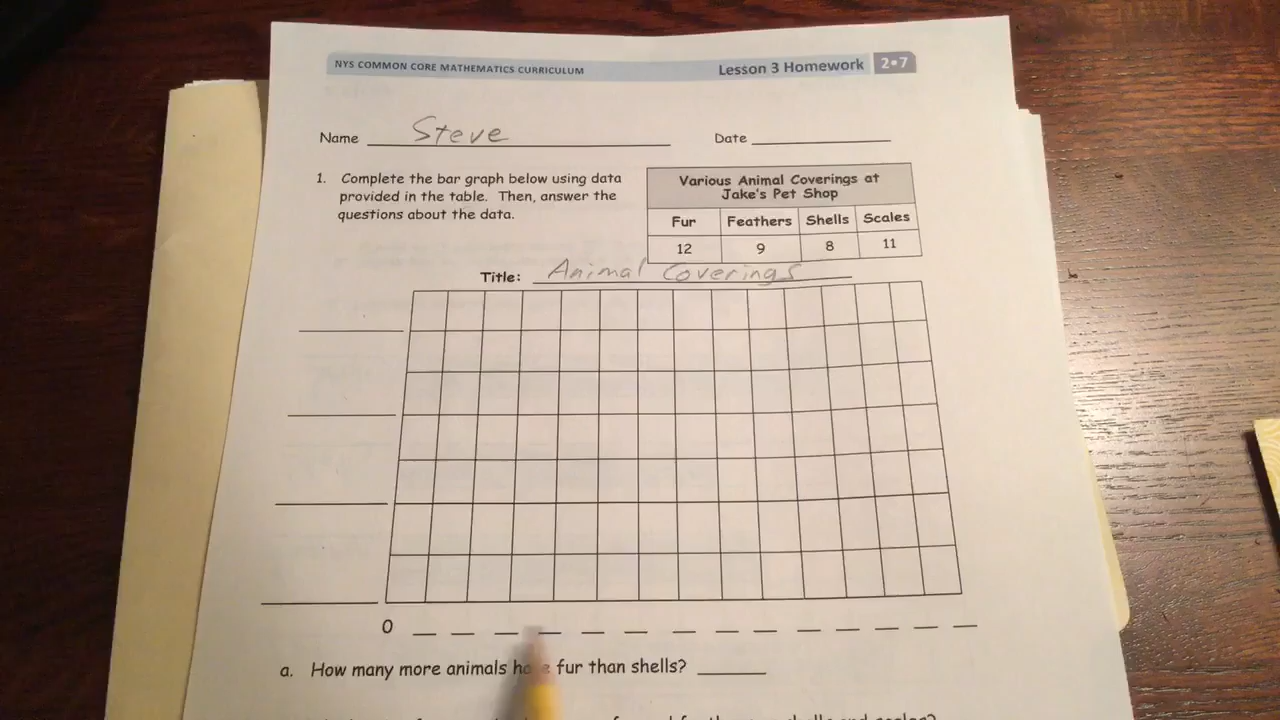 NYS COMMON CORE MATHEMATICS CURRICULUM Lesson 3 Homework 2•7
Name Steve Date
1. Complete the bar graph below using data
provided in the table. Then, answer the
questions about the data.
Various Animal Coverings at
Jake's Pet Shop
Fur Feathers Shells Scales
12 9 8 11
Title: Animal Coverings
0
a. How many more animals have fur than shells?